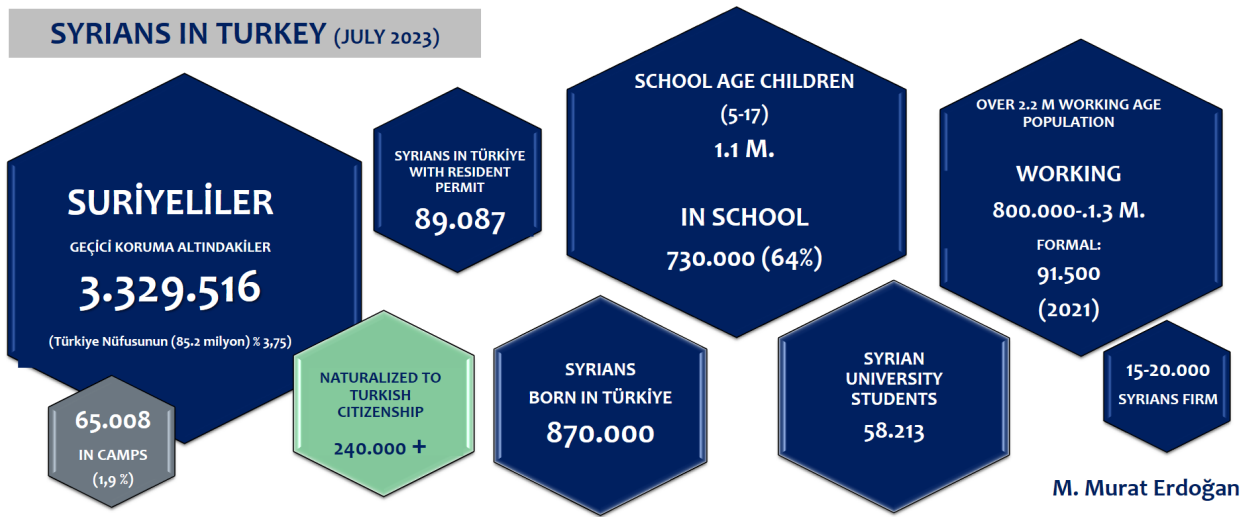 SYRIANS IN TURKEY (JULY 2023)
SURİYELİLER
GEÇİCİ KORUMA ALTINDAKİLER
3.329.516
(Türkiye Nüfusunun (85.2 milyon) % 3,75)
65.008
IN CAMPS
(1,9 %)
SYRIANS IN TÜRKİYE
WITH RESIDENT
PERMIT
89.087
NATURALIZED TO
TURKISH
CITIZENSHIP
240.000 +
SCHOOL AGE CHILDREN
(5-17)
1.1 M.
IN SCHOOL
730.000 (64%)
SYRIANS
BORN IN TÜRKİYE
870.000
SYRIAN
UNIVERSITY
STUDENTS
58.213
OVER 2.2 M WORKING AGE
POPULATION
WORKING
800.000-.1.3 M.
FORMAL:
91.500
(2021)
15-20.000
SYRIANS FIRM
M. Murat Erdoğan